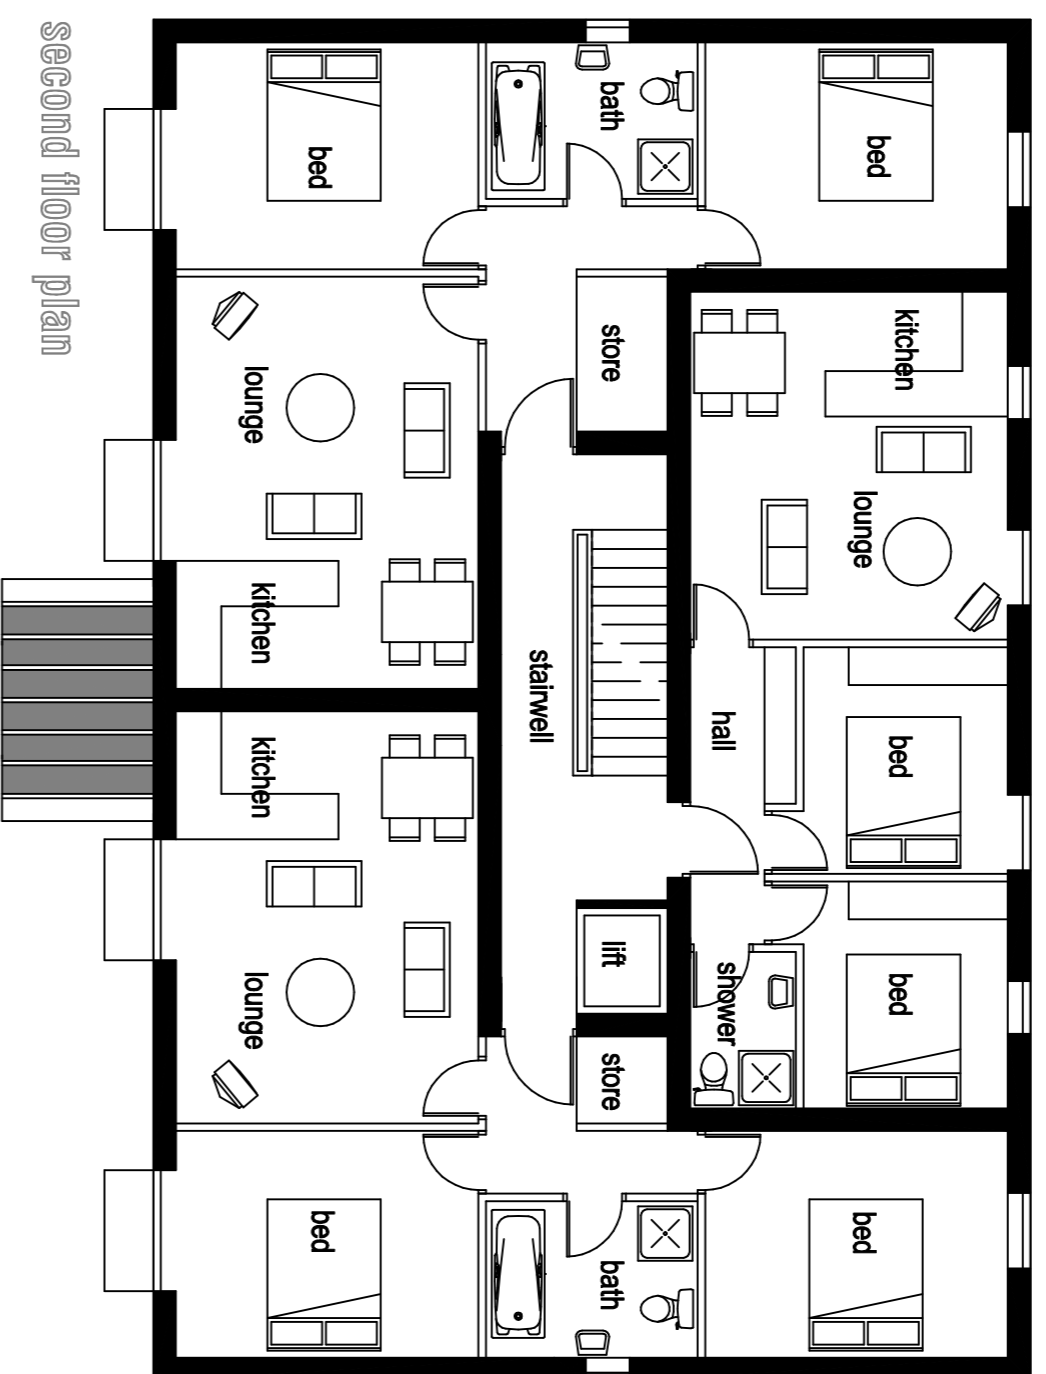 kitchen
bed
bed
bed
lounge
bed
hall
shower
bath
store
lift
store
bath
stairwell
bed
bed
lounge
kitchen
kitchen
lounge
second floor plan